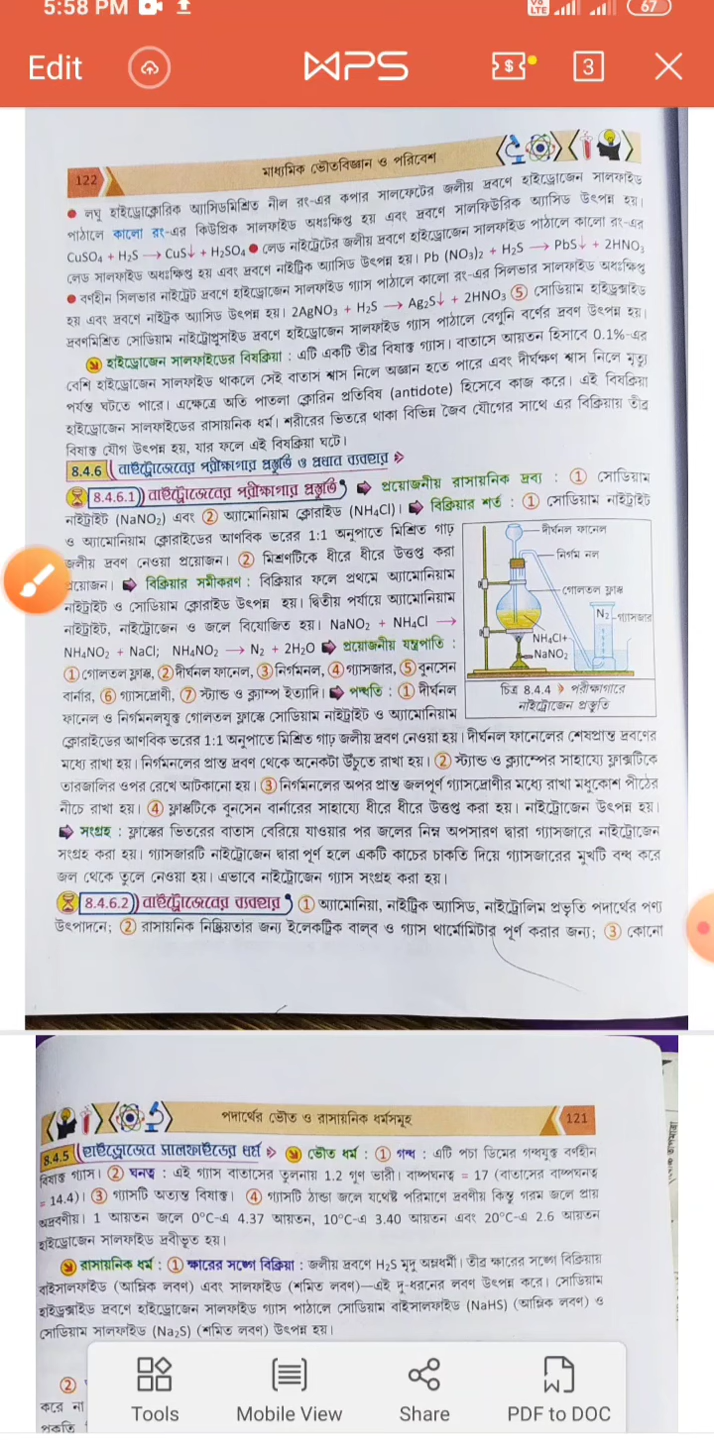 5:58 PM
Vo LTE
67
Edit
WPS
3
122
মাধ্যমিক ভৌতবিজ্ঞান ও পরিবেশ
● লঘু হাইড্রোক্লোরিক অ্যাসিডমিশ্রিত নীল রং-এর কপার সালফেটের জলীয় দ্রবণে হাইড্রোজেন সালফাইড
পাঠালে কালো রং-এর কিউপ্রিক সালফাইড অধঃক্ষিপ্ত হয় এবং দ্রবণে সালফিউরিক অ্যাসিড উৎপন্ন হয়।
CuSO₄ + H₂S → CuS↓ + H₂SO₄ ● লেড নাইট্রেটের জলীয় দ্রবণে হাইড্রোজেন সালফাইড পাঠালে কালো রং-এর
লেড সালফাইড অধঃক্ষিপ্ত হয় এবং দ্রবণে নাইট্রিক অ্যাসিড উৎপন্ন হয়। Pb (NO₃)₂ + H₂S → PbS↓ + 2HNO₃
● বর্ণহীন সিলভার নাইট্রেট দ্রবণে হাইড্রোজেন সালফাইড গ্যাস পাঠালে কালো রং-এর সিলভার সালফাইড অধঃক্ষিপ্ত
হয় এবং দ্রবণে নাইট্রিক অ্যাসিড উৎপন্ন হয়। 2AgNO₃ + H₂S → Ag₂S↓ + 2HNO₃ ⑤ সোডিয়াম হাইড্রক্সাইড
দ্রবণমিশ্রিত সোডিয়াম নাইট্রোপ্রুসাইড দ্রবণে হাইড্রোজেন সালফাইড গ্যাস পাঠালে বেগুনি বর্ণের দ্রবণ উৎপন্ন হয়।
হাইড্রোজেন সালফাইডের বিষক্রিয়া : এটি একটি তীব্র বিষাক্ত গ্যাস। বাতাসে আয়তন হিসাবে 0.1%-এর
বেশি হাইড্রোজেন সালফাইড থাকলে সেই বাতাস শ্বাস নিলে অজ্ঞান হতে পারে এবং দীর্ঘক্ষণ শ্বাস নিলে মৃত্যু
পর্যন্ত ঘটতে পারে। এক্ষেত্রে অতি পাতলা ক্লোরিন প্রতিবিষ (antidote) হিসেবে কাজ করে। এই বিষক্রিয়া
হাইড্রোজেন সালফাইডের রাসায়নিক ধর্ম। শরীরের ভিতরে থাকা বিভিন্ন জৈব যৌগের সাথে এর বিক্রিয়ায় তীব্র
বিষাক্ত যৌগ উৎপন্ন হয়, যার ফলে এই বিষক্রিয়া ঘটে।
8.4.6 নাইট্রোজেনের পরীক্ষাগার প্রস্তুতি ও প্রধান ব্যবহার
8.4.6.1 নাইট্রোজেনের পরীক্ষাগার প্রস্তুতি প্রয়োজনীয় রাসায়নিক দ্রব্য : ① সোডিয়াম
নাইট্রাইট (NaNO₂) এবং ② অ্যামোনিয়াম ক্লোরাইড (NH₄Cl)। বিক্রিয়ার শর্ত : ① সোডিয়াম নাইট্রাইট
ও অ্যামোনিয়াম ক্লোরাইডের আণবিক ভরের 1:1 অনুপাতে মিশ্রিত গাঢ়
জলীয় দ্রবণ নেওয়া প্রয়োজন। ② মিশ্রণটিকে ধীরে ধীরে উত্তপ্ত করা
প্রয়োজন। বিক্রিয়ার সমীকরণ : বিক্রিয়ার ফলে প্রথমে অ্যামোনিয়াম
নাইট্রাইট ও সোডিয়াম ক্লোরাইড উৎপন্ন হয়। দ্বিতীয় পর্যায়ে অ্যামোনিয়াম
নাইট্রাইট, নাইট্রোজেন ও জলে বিয়োজিত হয়। NaNO₂ + NH₄Cl →
NH₄NO₂ + NaCl; NH₄NO₂ → N₂ + 2H₂O প্রয়োজনীয় যন্ত্রপাতি :
① গোলতল ফ্লাস্ক, ② দীর্ঘনল ফানেল, ③ নির্গমনল, ④ গ্যাসজার, ⑤ বুনসেন
বার্নার, ⑥ গ্যাসদ্রোণী, ⑦ স্ট্যান্ড ও ক্ল্যাম্প ইত্যাদি। পদ্ধতি : ① দীর্ঘনল
ফানেল ও নির্গমনলযুক্ত গোলতল ফ্লাস্কে সোডিয়াম নাইট্রাইট ও অ্যামোনিয়াম
দীর্ঘনল ফানেল
নির্গম নল
গোলতল ফ্লাস্ক
N₂ গ্যাসজার
NH₄Cl+
NaNO₂
চিত্র 8.4.4 পরীক্ষাগারে
নাইট্রোজেন প্রস্তুতি
ক্লোরাইডের আণবিক ভরের 1:1 অনুপাতে মিশ্রিত গাঢ় জলীয় দ্রবণ নেওয়া হয়। দীর্ঘনল ফানেলের শেষপ্রান্ত দ্রবণের
মধ্যে রাখা হয়। নির্গমনলের প্রান্ত দ্রবণ থেকে অনেকটা উঁচুতে রাখা হয়। ② স্ট্যান্ড ও ক্ল্যাম্পের সাহায্যে ফ্লাস্কটিকে
তারজালির ওপর রেখে আটকানো হয়। ③ নির্গমনলের অপর প্রান্ত জলপূর্ণ গ্যাসদ্রোণীর মধ্যে রাখা মধুকোশ পীঠের
নীচে রাখা হয়। ④ ফ্লাস্কটিকে বুনসেন বার্নারের সাহায্যে ধীরে ধীরে উত্তপ্ত করা হয়। নাইট্রোজেন উৎপন্ন হয়।
সংগ্রহ : ফ্লাস্কের ভিতরের বাতাস বেরিয়ে যাওয়ার পর জলের নিম্ন অপসারণ দ্বারা গ্যাসজারে নাইট্রোজেন
সংগ্রহ করা হয়। গ্যাসজারটি নাইট্রোজেন দ্বারা পূর্ণ হলে একটি কাচের চাকতি দিয়ে গ্যাসজারের মুখটি বন্ধ করে
জল থেকে তুলে নেওয়া হয়। এভাবে নাইট্রোজেন গ্যাস সংগ্রহ করা হয়।
8.4.6.2 নাইট্রোজেনের ব্যবহার ① অ্যামোনিয়া, নাইট্রিক অ্যাসিড, নাইট্রোলিম প্রভৃতি পদার্থের পণ্য
উৎপাদনে; ② রাসায়নিক নিষ্ক্রিয়তার জন্য ইলেকট্রিক বাল্‌ব ও গ্যাস থার্মোমিটার পূর্ণ করার জন্য; ③ কোনো
পদার্থের ভৌত ও রাসায়নিক ধর্মসমূহ
121
8.4.5 হাইড্রোজেন সালফাইডের ধর্ম ভৌত ধর্ম : ① গন্ধ : এটি পচা ডিমের গন্ধযুক্ত বর্ণহীন
বিষাক্ত গ্যাস। ② ঘনত্ব : এই গ্যাস বাতাসের তুলনায় 1.2 গুণ ভারী। বাষ্পঘনত্ব = 17 (বাতাসের বাষ্পঘনত্ব
= 14.4)। ③ গ্যাসটি অত্যন্ত বিষাক্ত। ④ গ্যাসটি ঠান্ডা জলে যথেষ্ট পরিমাণে দ্রবণীয় কিন্তু গরম জলে প্রায়
অদ্রবণীয়। 1 আয়তন জলে 0°C-এ 4.37 আয়তন, 10°C-এ 3.40 আয়তন এবং 20°C-এ 2.6 আয়তন
হাইড্রোজেন সালফাইড দ্রবীভূত হয়।
রাসায়নিক ধর্ম : ① ক্ষারের সঙ্গে বিক্রিয়া : জলীয় দ্রবণে H₂S মৃদু অম্লধর্মী। তীব্র ক্ষারের সঙ্গে বিক্রিয়ায়
বাইসালফাইড (আম্লিক লবণ) এবং সালফাইড (শমিত লবণ)—এই দু-ধরনের লবণ উৎপন্ন করে। সোডিয়াম
হাইড্রক্সাইড দ্রবণে হাইড্রোজেন সালফাইড গ্যাস পাঠালে সোডিয়াম বাইসালফাইড (NaHS) (আম্লিক লবণ) ও
সোডিয়াম সালফাইড (Na₂S) (শমিত লবণ) উৎপন্ন হয়।
②
করে না
Tools
Mobile View
Share
PDF to DOC